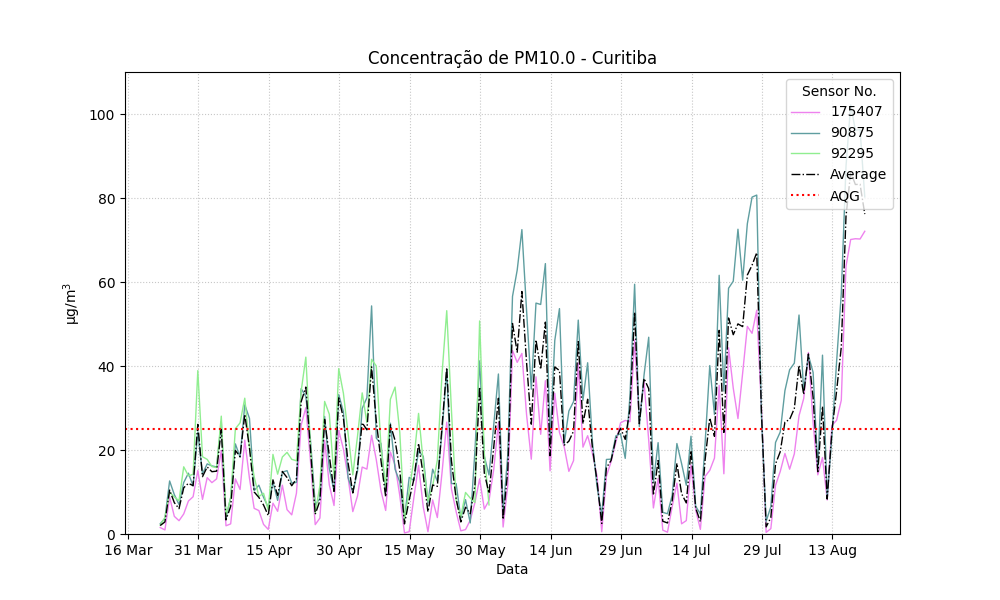 Concentração de PM10.0 - Curitiba
Sensor No.
175407
90875
92295
Average
AQG
µg/m³
100
80
60
40
20
0
16 Mar
31 Mar
15 Apr
30 Apr
15 May
30 May
14 Jun
29 Jun
14 Jul
29 Jul
13 Aug
Data